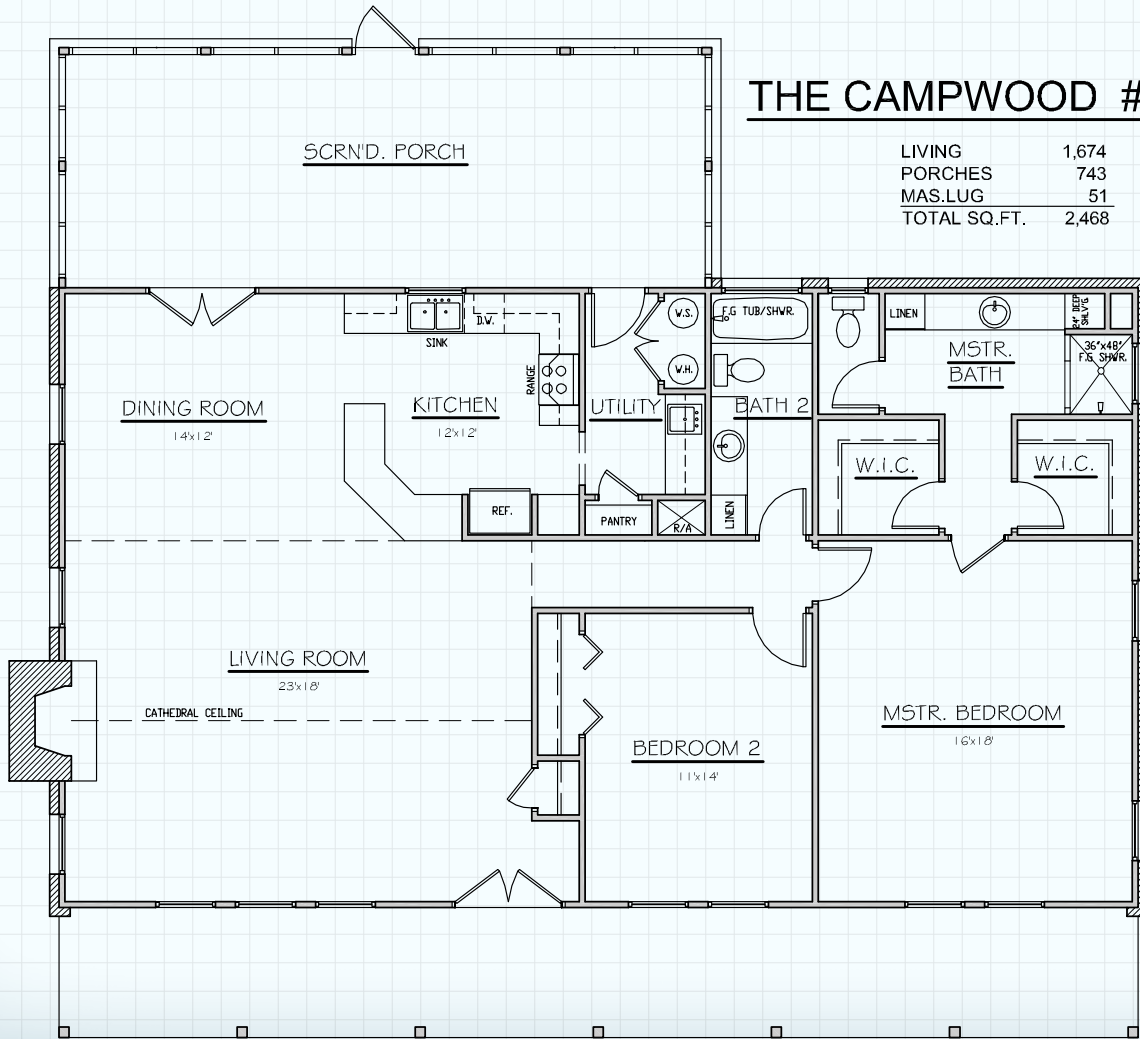 THE CAMPWOOD #
LIVING 1,674
PORCHES 743
MAS.LUG 51
TOTAL SQ.FT. 2,468
SCRN'D. PORCH
SINK
D.W.
RANGE
KITCHEN
12'x12'
DINING ROOM
14'x12'
REF.
UTILITY
W.S.
W.H.
PANTRY
R/A
F.G TUB/SHWR.
BATH 2
LINEN
LINEN
MSTR.
BATH
24" DEEP
SHLV'G
36"x48"
F.G. SHWR.
W.I.C.
W.I.C.
LIVING ROOM
23'x18'
CATHEDRAL CEILING
BEDROOM 2
11'x14'
MSTR. BEDROOM
16'x18'